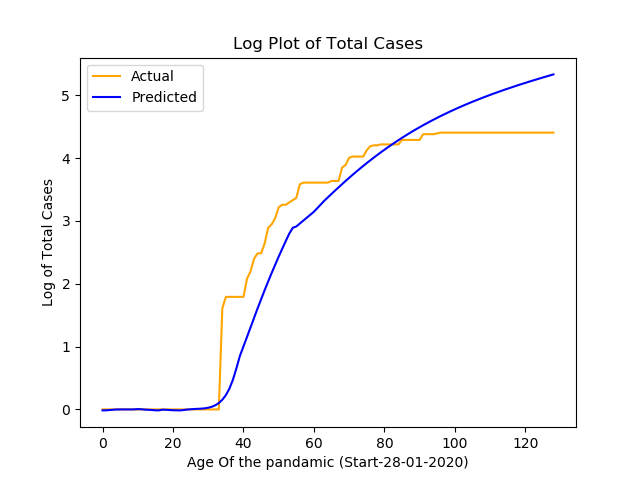 Log Plot of Total Cases
Actual
Predicted
5
4
3
2
1
0
Log of Total Cases
0 20 40 60 80 100 120
Age Of the pandamic (Start-28-01-2020)